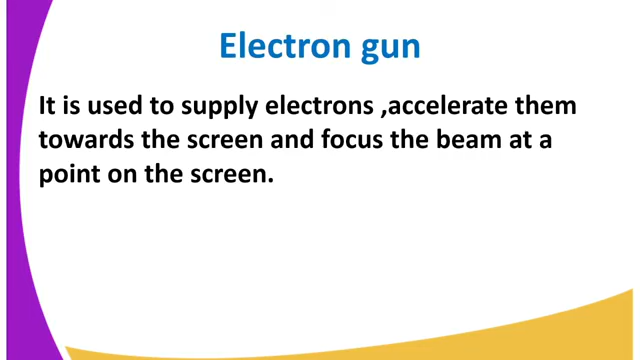 Electron gun
It is used to supply electrons ,accelerate them
towards the screen and focus the beam at a
point on the screen.